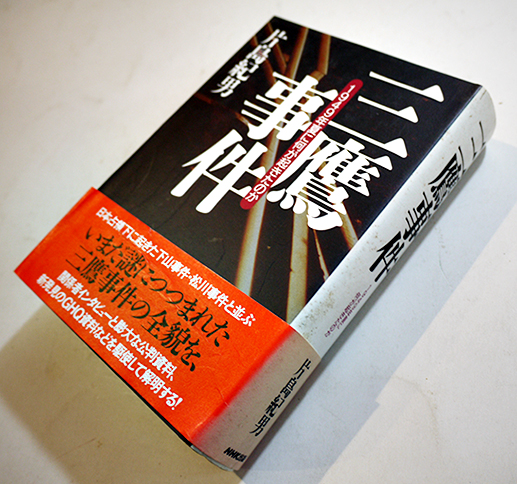 三鷹
事件
1949年夏に何が起きたのか
片島紀男
日本占領下に起きた下山事件・松川事件と並ぶ
いまだ謎につつまれた
三鷹事件の全貌を、
関係者インタビューと膨大な公判資料、
新発見のGHQ資料などを駆使して解明する!
三鷹事件
片島紀男